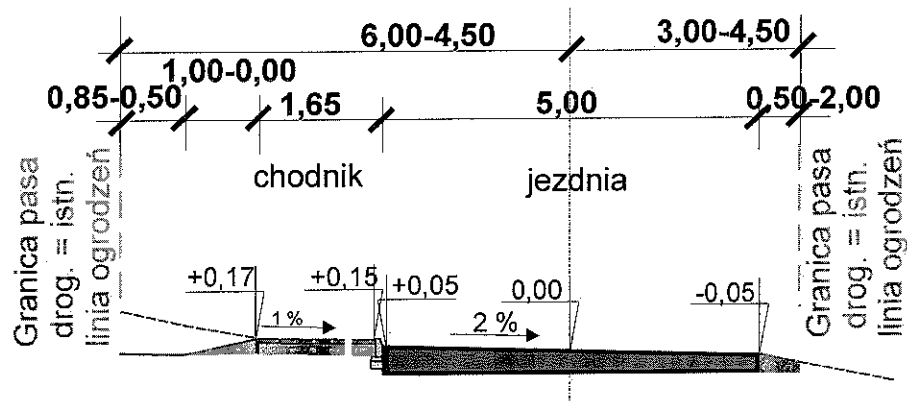 6,00-4,50 3,00-4,50
1,00-0,00
0,85-0,50 1,65 5,00 0,50-2,00
chodnik jezdnia
Granica pasa
drog. = istn.
linia ogrodzeń
Granica pasa
drog. = istn.
linia ogrodzeń
+0,17 +0,15 +0,05 0,00 -0,05
1 % 2 %